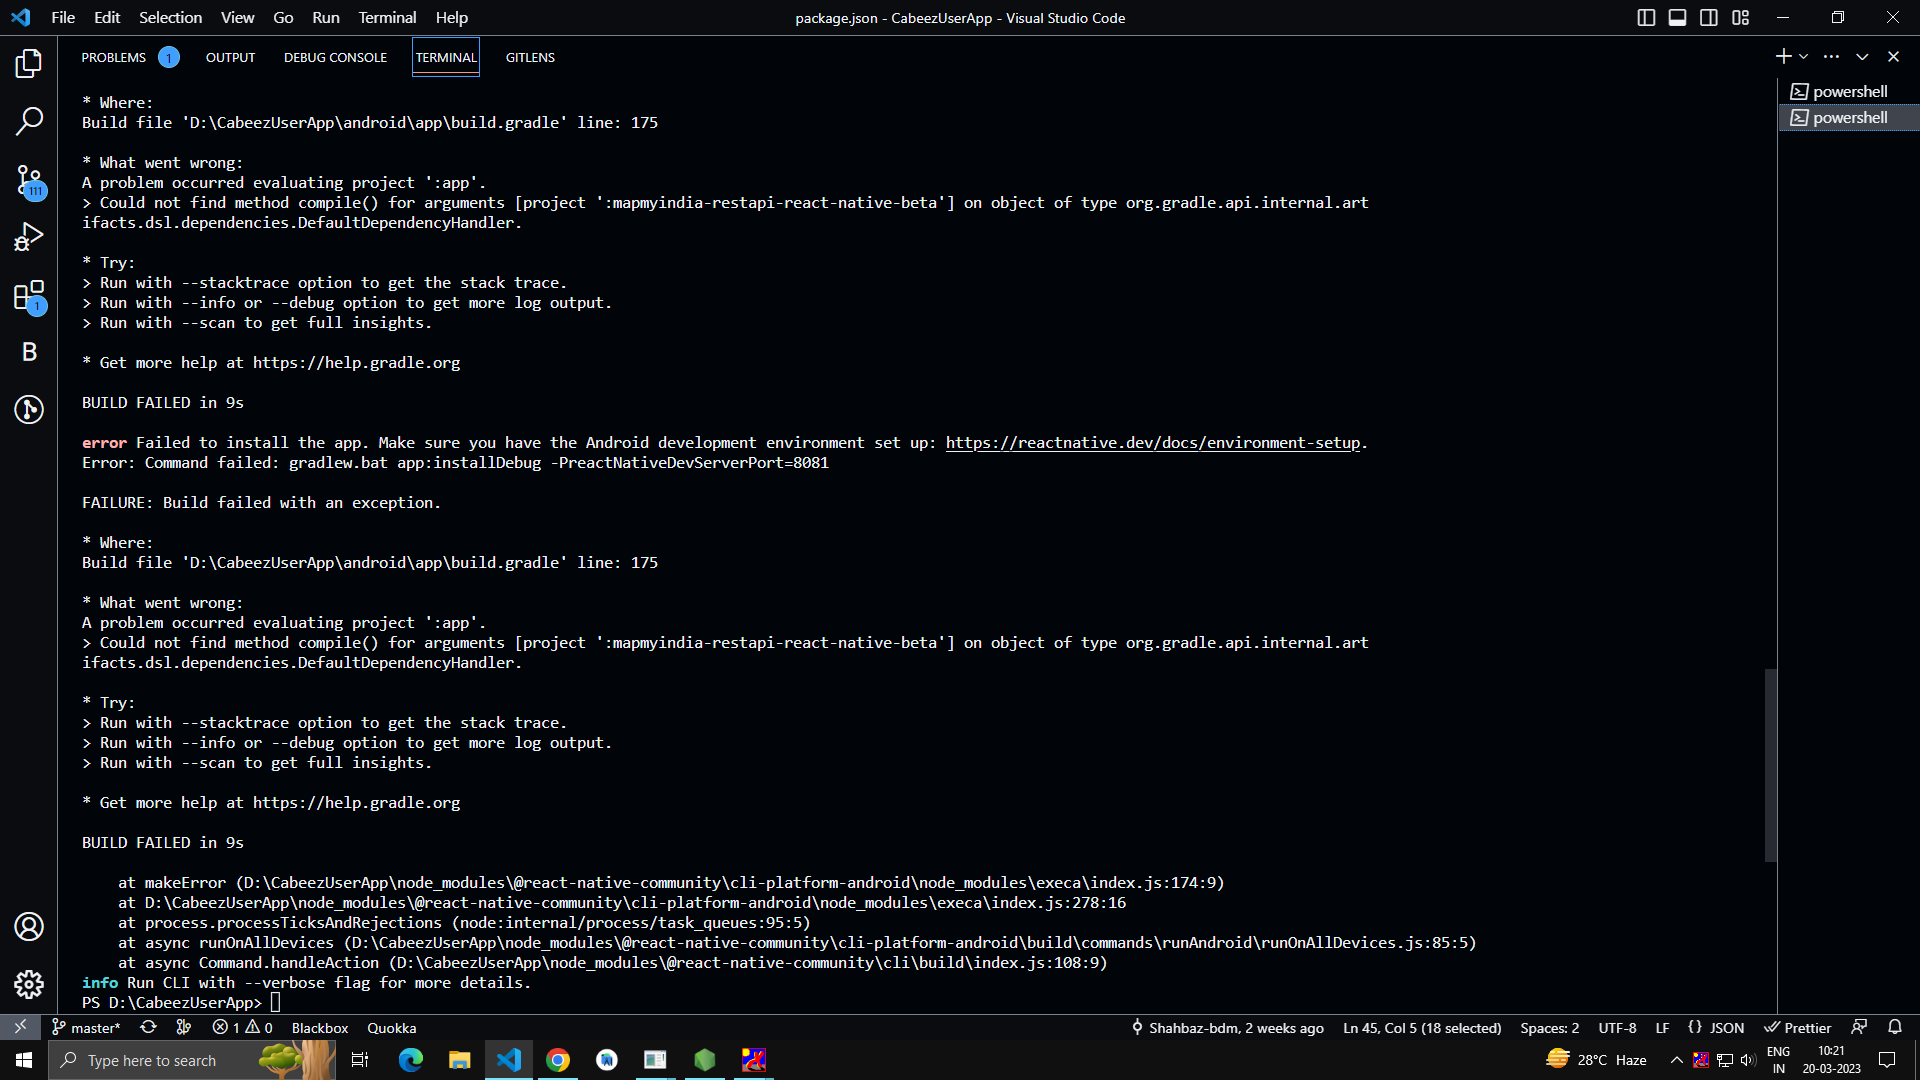 File Edit Selection View Go Run Terminal Help
package.json - CabeezUserApp - Visual Studio Code
PROBLEMS 1 OUTPUT DEBUG CONSOLE TERMINAL GITLENS
powershell
powershell
111
1
B
* Where:
Build file 'D:\CabeezUserApp\android\app\build.gradle' line: 175
* What went wrong:
A problem occurred evaluating project ':app'.
> Could not find method compile() for arguments [project ':mapmyindia-restapi-react-native-beta'] on object of type org.gradle.api.internal.art
ifacts.dsl.dependencies.DefaultDependencyHandler.
* Try:
> Run with --stacktrace option to get the stack trace.
> Run with --info or --debug option to get more log output.
> Run with --scan to get full insights.
* Get more help at https://help.gradle.org
BUILD FAILED in 9s
error Failed to install the app. Make sure you have the Android development environment set up: https://reactnative.dev/docs/environment-setup.
Error: Command failed: gradlew.bat app:installDebug -PreactNativeDevServerPort=8081
FAILURE: Build failed with an exception.
* Where:
Build file 'D:\CabeezUserApp\android\app\build.gradle' line: 175
* What went wrong:
A problem occurred evaluating project ':app'.
> Could not find method compile() for arguments [project ':mapmyindia-restapi-react-native-beta'] on object of type org.gradle.api.internal.art
ifacts.dsl.dependencies.DefaultDependencyHandler.
* Try:
> Run with --stacktrace option to get the stack trace.
> Run with --info or --debug option to get more log output.
> Run with --scan to get full insights.
* Get more help at https://help.gradle.org
BUILD FAILED in 9s
at makeError (D:\CabeezUserApp\node_modules\@react-native-community\cli-platform-android\node_modules\execa\index.js:174:9)
at D:\CabeezUserApp\node_modules\@react-native-community\cli-platform-android\node_modules\execa\index.js:278:16
at process.processTicksAndRejections (node:internal/process/task_queues:95:5)
at async runOnAllDevices (D:\CabeezUserApp\node_modules\@react-native-community\cli-platform-android\build\commands\runAndroid\runOnAllDevices.js:85:5)
at async Command.handleAction (D:\CabeezUserApp\node_modules\@react-native-community\cli\build\index.js:108:9)
info Run CLI with --verbose flag for more details.
PS D:\CabeezUserApp>
master* 1 0 Blackbox Quokka Shahbaz-bdm, 2 weeks ago Ln 45, Col 5 (18 selected) Spaces: 2 UTF-8 LF {} JSON Prettier
Type here to search
28°C Haze
ENG
IN
10:21
20-03-2023